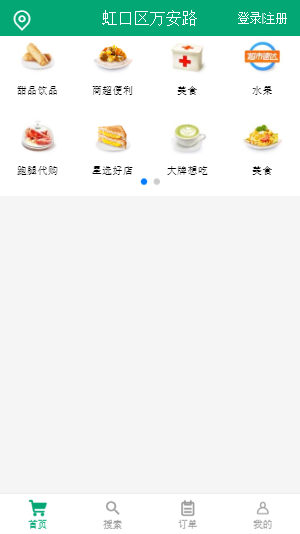 虹口区万安路
登录注册
超市速达
甜品饮品
商超便利
美食
水果
跑腿代购
星选好店
大牌想吃
美食
首页
搜索
订单
我的